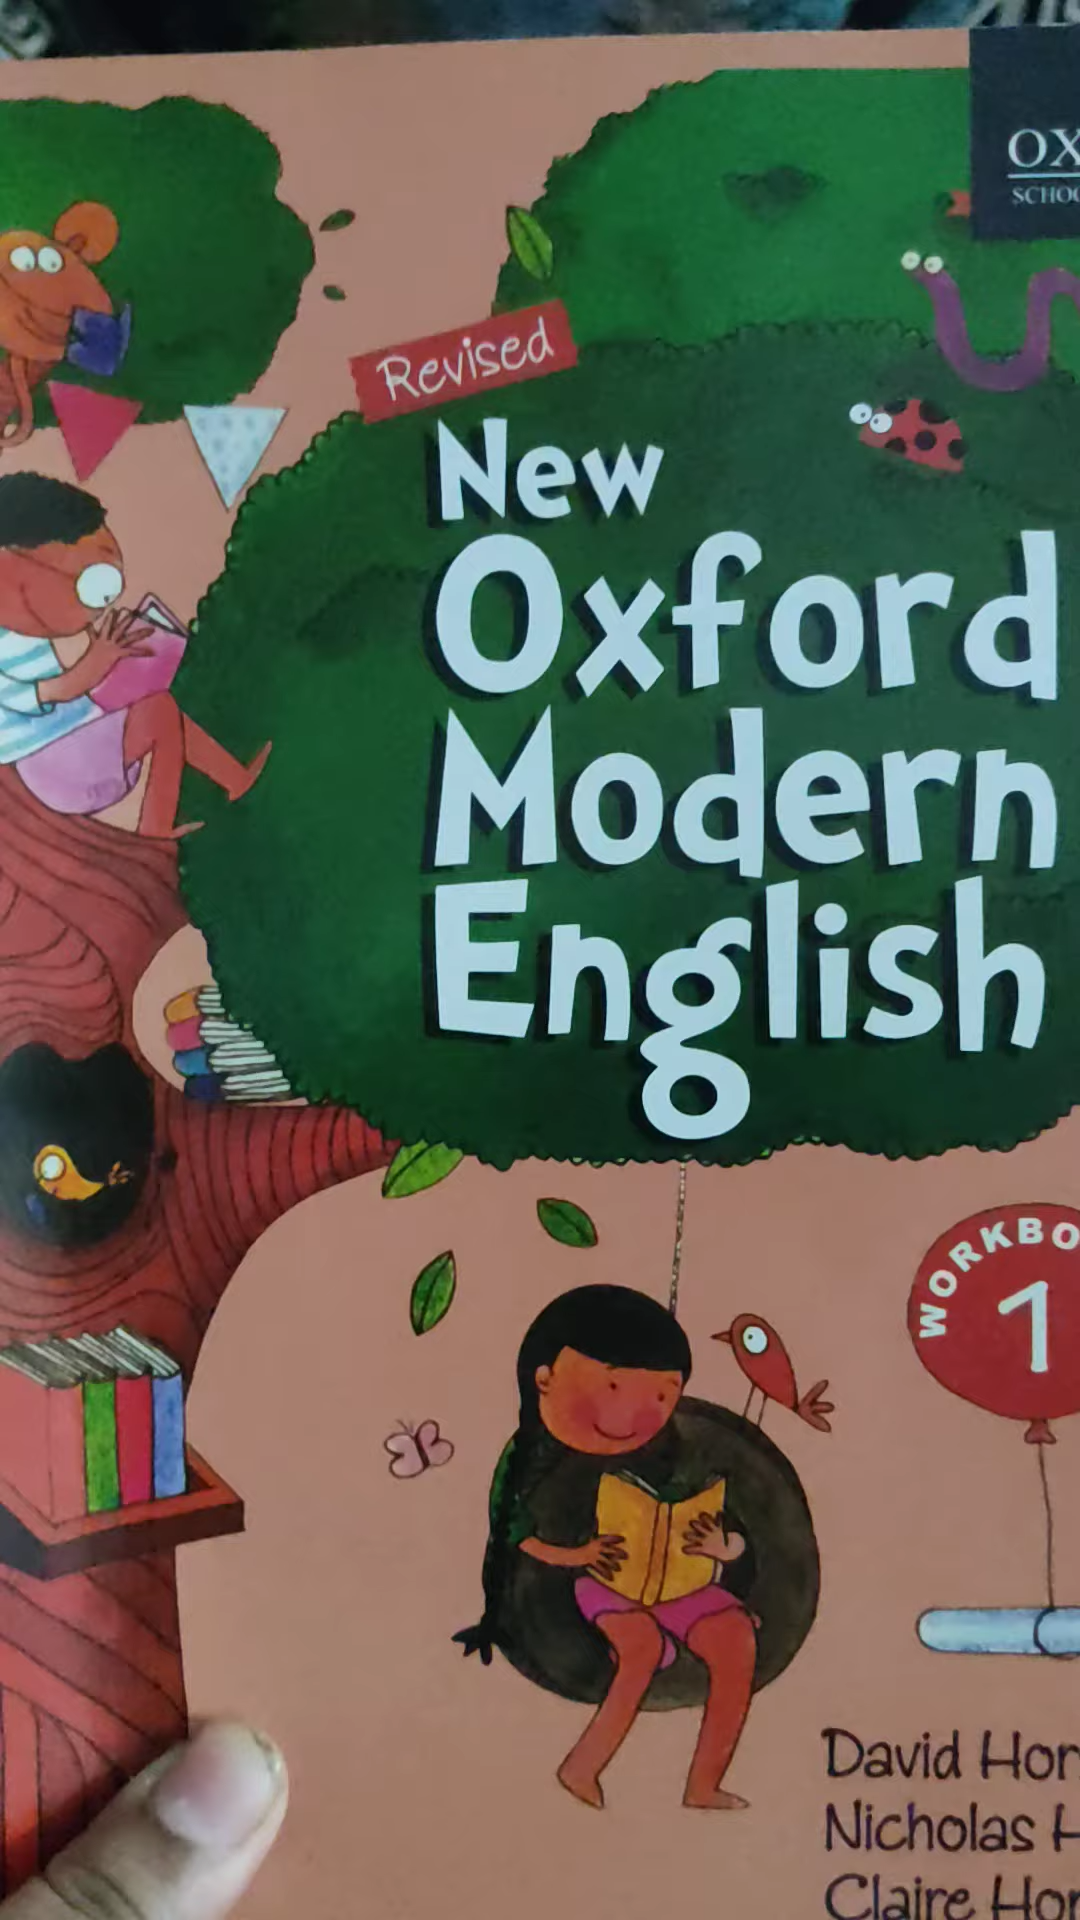 OX
SCHOO
Revised
New
Oxford
Modern
English
WORKBO
1
David Hor
Nicholas H
Claire Hor